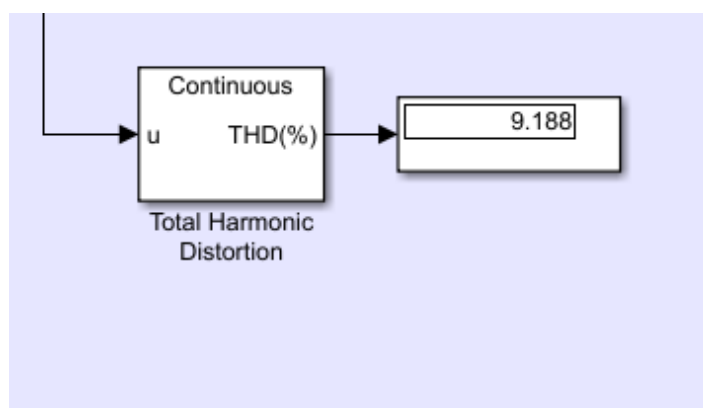 Continuous
u THD(%)
9.188
Total Harmonic
Distortion